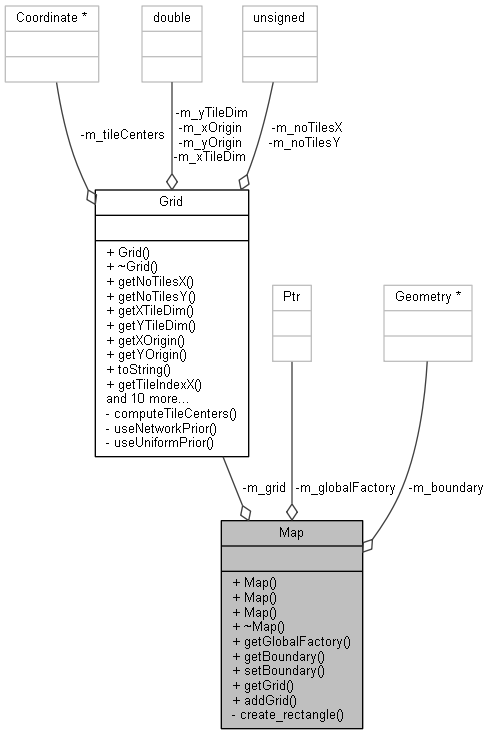 Coordinate *
double
unsigned
-m_tileCenters
-m_yTileDim
-m_xOrigin
-m_yOrigin
-m_xTileDim
-m_noTilesX
-m_noTilesY
Grid
+ Grid()
+ ~Grid()
+ getNoTilesX()
+ getNoTilesY()
+ getXTileDim()
+ getYTileDim()
+ getXOrigin()
+ getYOrigin()
+ toString()
+ getTileIndexX()
and 10 more...
- computeTileCenters()
- useNetworkPrior()
- useUniformPrior()
Ptr
Geometry *
-m_grid
-m_globalFactory
-m_boundary
Map
+ Map()
+ Map()
+ Map()
+ ~Map()
+ getGlobalFactory()
+ getBoundary()
+ setBoundary()
+ getGrid()
+ addGrid()
- create_rectangle()